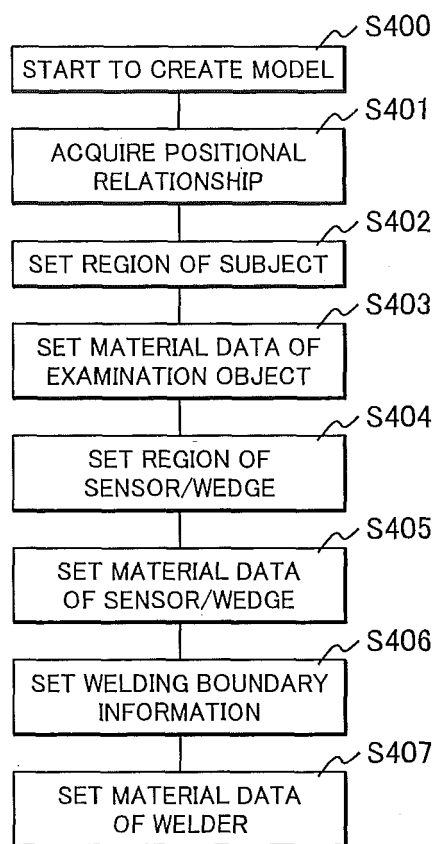 S400
START TO CREATE MODEL
S401
ACQUIRE POSITIONAL
RELATIONSHIP
S402
SET REGION OF SUBJECT
S403
SET MATERIAL DATA OF
EXAMINATION OBJECT
S404
SET REGION OF
SENSOR/WEDGE
S405
SET MATERIAL DATA
OF SENSOR/WEDGE
S406
SET WELDING BOUNDARY
INFORMATION
S407
SET MATERIAL DATA
OF WELDER